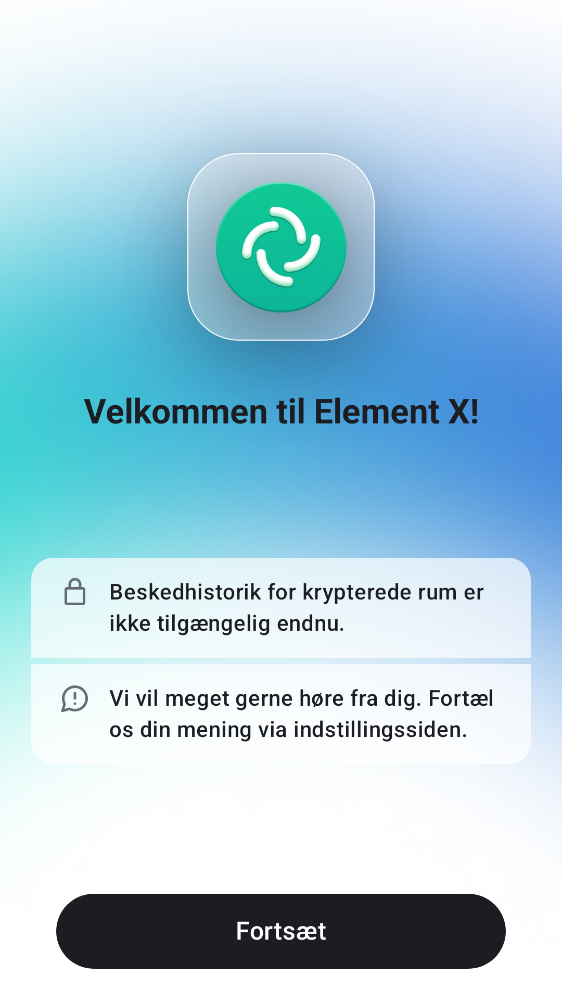 Velkommen til Element X!
Beskedhistorik for krypterede rum er
ikke tilgængelig endnu.
Vi vil meget gerne høre fra dig. Fortæl
os din mening via indstillingssiden.
Fortsæt